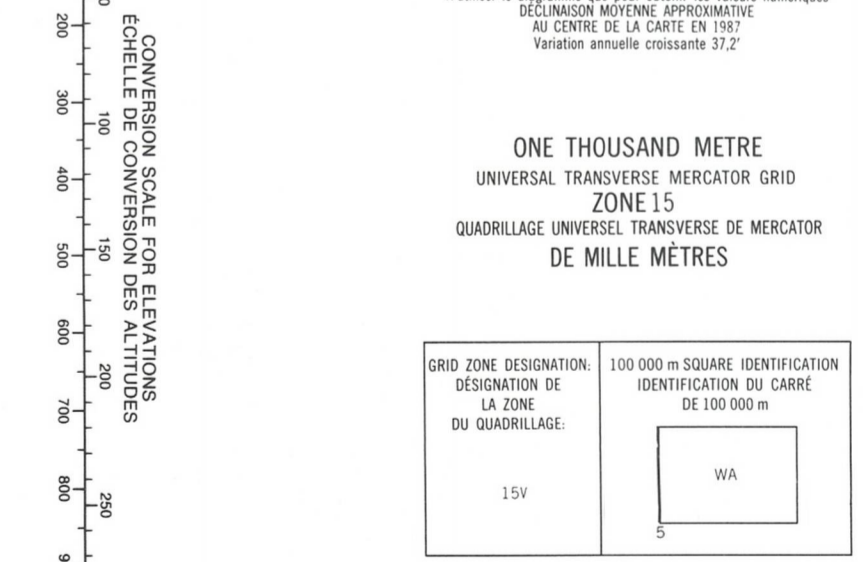 DÉCLINAISON MOYENNE APPROXIMATIVE
AU CENTRE DE LA CARTE EN 1987
Variation annuelle croissante 37,2'
ONE THOUSAND METRE
UNIVERSAL TRANSVERSE MERCATOR GRID
ZONE 15
QUADRILLAGE UNIVERSEL TRANSVERSE DE MERCATOR
DE MILLE MÈTRES
GRID ZONE DESIGNATION:
DÉSIGNATION DE
LA ZONE
DU QUADRILLAGE:
15V
100 000 m SQUARE IDENTIFICATION
IDENTIFICATION DU CARRÉ
DE 100 000 m
WA
5
CONVERSION SCALE FOR ELEVATIONS
ÉCHELLE DE CONVERSION DES ALTITUDES
100
150
200
250
200
300
400
500
600
700
800